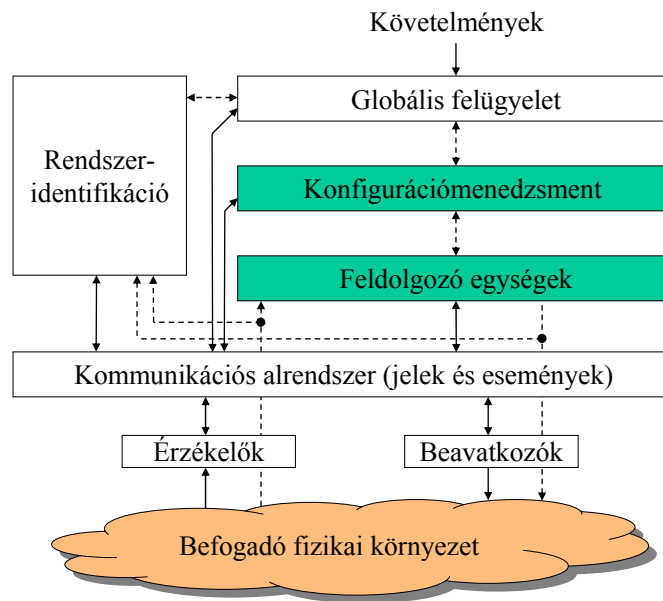 Követelmények
Globális felügyelet
Rendszer-
identifikáció
Konfigurációmenedzsment
Feldolgozó egységek
Kommunikációs alrendszer (jelek és események)
Érzékelők
Beavatkozók
Befogadó fizikai környezet